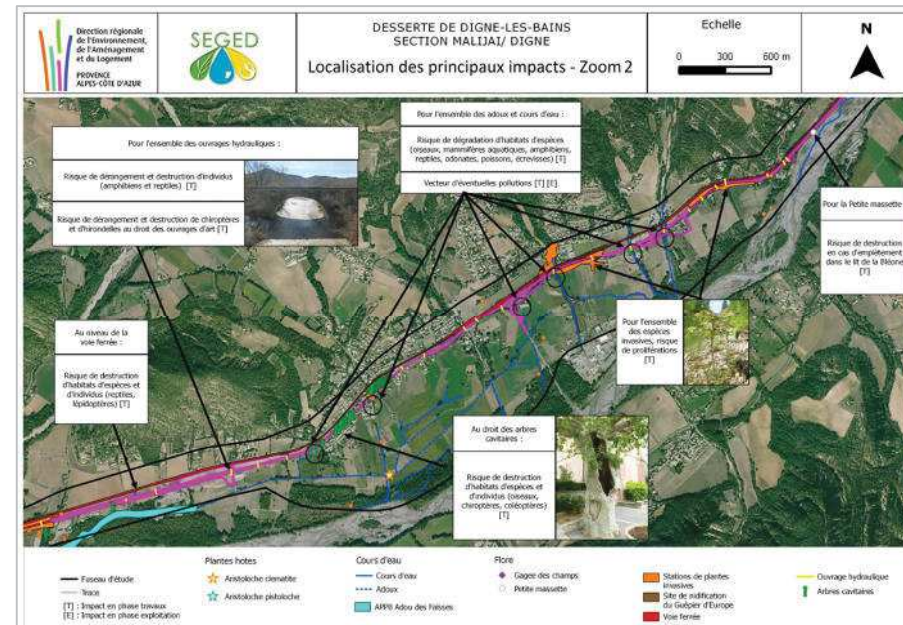 Direction régionale
de l'Environnement,
de l'Aménagement
et du Logement
PROVENCE
ALPES-CÔTE D'AZUR
SEGED
DESSERTE DE DIGNE-LES-BAINS
SECTION MALIJAI/ DIGNE
Localisation des principaux impacts - Zoom 2
Echelle
0 300 600 m
N
Pour l'ensemble des ouvrages hydrauliques :
Risque de dérangement et destruction d'individus
(amphibiens et reptiles) [T]
Risque de dérangement et destruction de chiroptères
et d'hirondelles au droit des ouvrages d'art [T]
Pour l'ensemble des adoux et cours d'eau :
Risque de dégradation d'habitats d'espèces
(oiseaux, mammifères aquatiques, amphibiens,
reptiles, odonates, poissons, écrevisses) [T]
Vecteur d'éventuelles pollutions [T] [E]
Pour la Petite massette
Risque de destruction
en cas d'empiètement
dans le lit de la Bléone
[T]
Au niveau de la
voie ferrée :
Risque de destruction
d'habitats d'espèces et
d'individus (reptiles,
lépidoptères) [T]
Pour l'ensemble
des espèces
invasives, risque
de proliférations
[T]
Au droit des arbres
cavitaires :
Risque de destruction
d'habitats d'espèces et
d'individus (oiseaux,
chiroptères, coléoptères)
[T]
Fuseau d'étude
Trace
[T] : Impact en phase travaux
[E] : Impact en phase exploitation
Plantes hotes
Aristoloche clematite
Aristoloche pistoloche
Cours d'eau
Cours d'eau
Adoux
APPB Adou des Faisses
Flore
Gagee des champs
Petite massette
Stations de plantes
invasives
Site de nidification
du Guêpier d'Europe
Voie ferrée
Ouvrage hydraulique
Arbres cavitaires